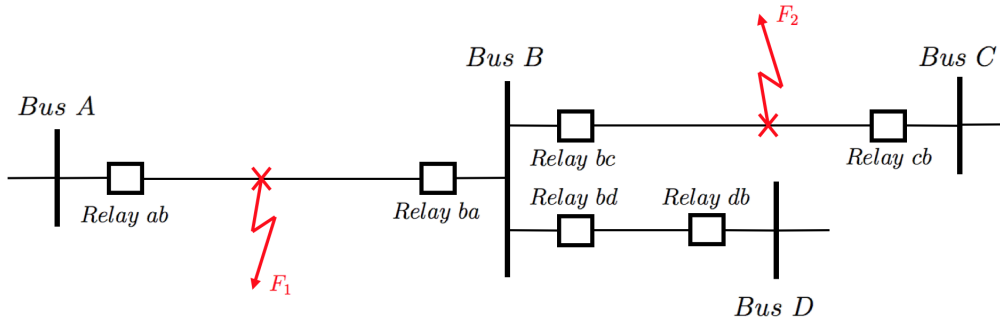 F₂
Bus B
Bus C
Bus A
Relay bc
Relay cb
Relay ab
Relay ba
Relay bd
Relay db
F₁
Bus D